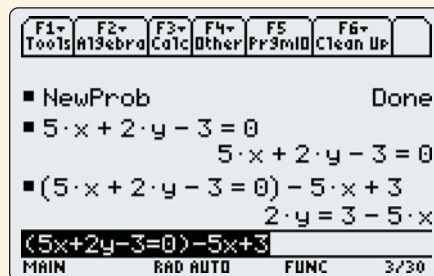 F1▾ F2▾ F3▾ F4▾ F5 F6▾
Tools Algebra Calc Other PrgmIO Clean Up
▪ NewProb Done
▪ 5·x + 2·y − 3 = 0
5·x + 2·y − 3 = 0
▪ (5·x + 2·y − 3 = 0) − 5·x + 3
2·y = 3 − 5·x
(5x+2y-3=0)-5x+3
MAIN RAD AUTO FUNC 3/30